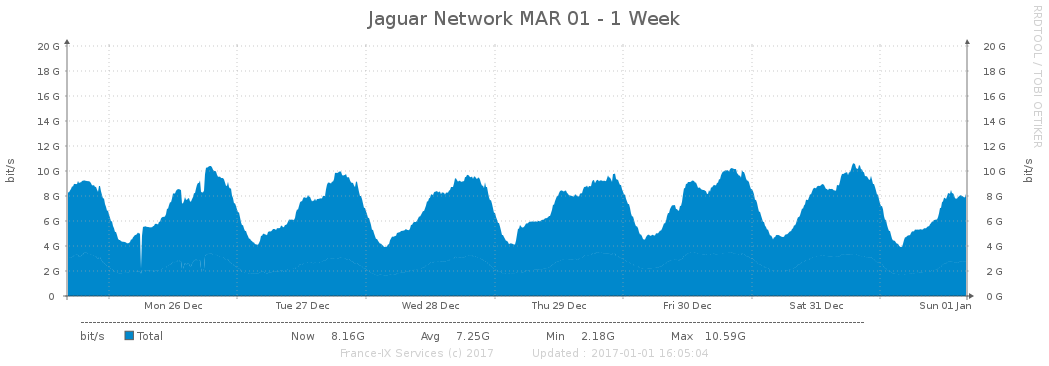 Jaguar Network MAR 01 - 1 Week
RRDTOOL / TOBI OETIKER
bit/s
bit/s
20 G 20 G
18 G 18 G
16 G 16 G
14 G 14 G
12 G 12 G
10 G 10 G
8 G 8 G
6 G 6 G
4 G 4 G
2 G 2 G
0 0 G
Mon 26 Dec Tue 27 Dec Wed 28 Dec Thu 29 Dec Fri 30 Dec Sat 31 Dec Sun 01 Jan
bit/s Total Now 8.16G Avg 7.25G Min 2.18G Max 10.59G
France-IX Services (c) 2017 Updated : 2017-01-01 16:05:04